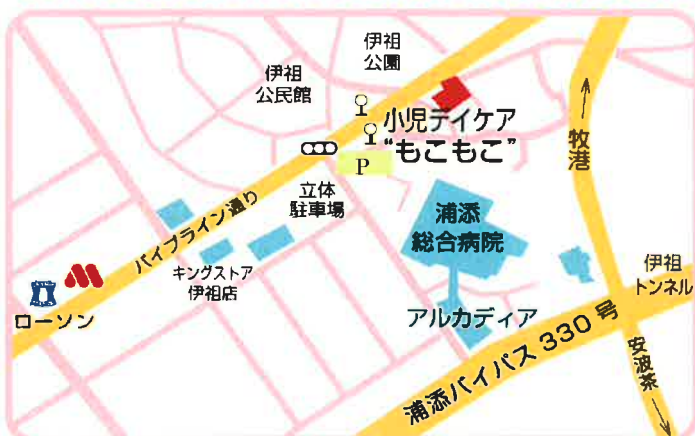 伊祖
公園
伊祖
公民館
小児デイケア
“もこもこ”
P
牧港
立体
駐車場
浦添
総合病院
パイプライン通り
キングストア
伊祖店
伊祖
トンネル
ローソン
アルカディア
浦添バイパス330号
安波茶